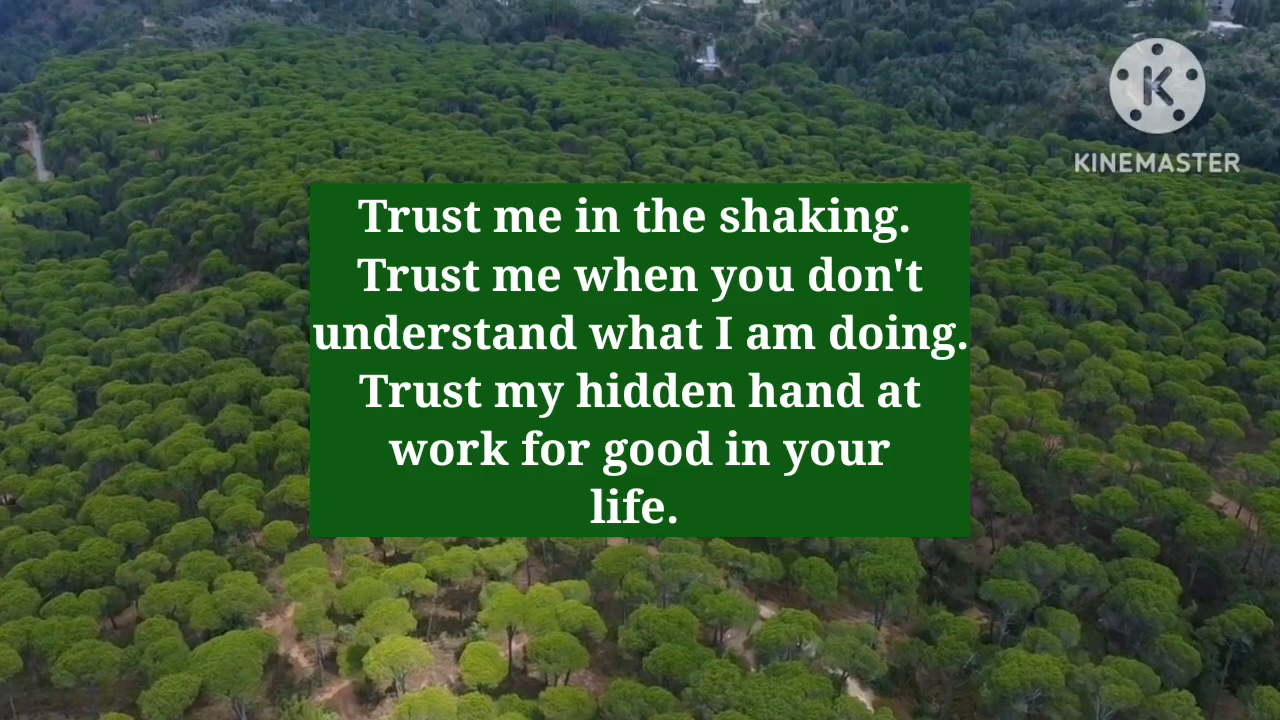 K
KINEMASTER
Trust me in the shaking.
Trust me when you don't
understand what I am doing.
Trust my hidden hand at
work for good in your
life.